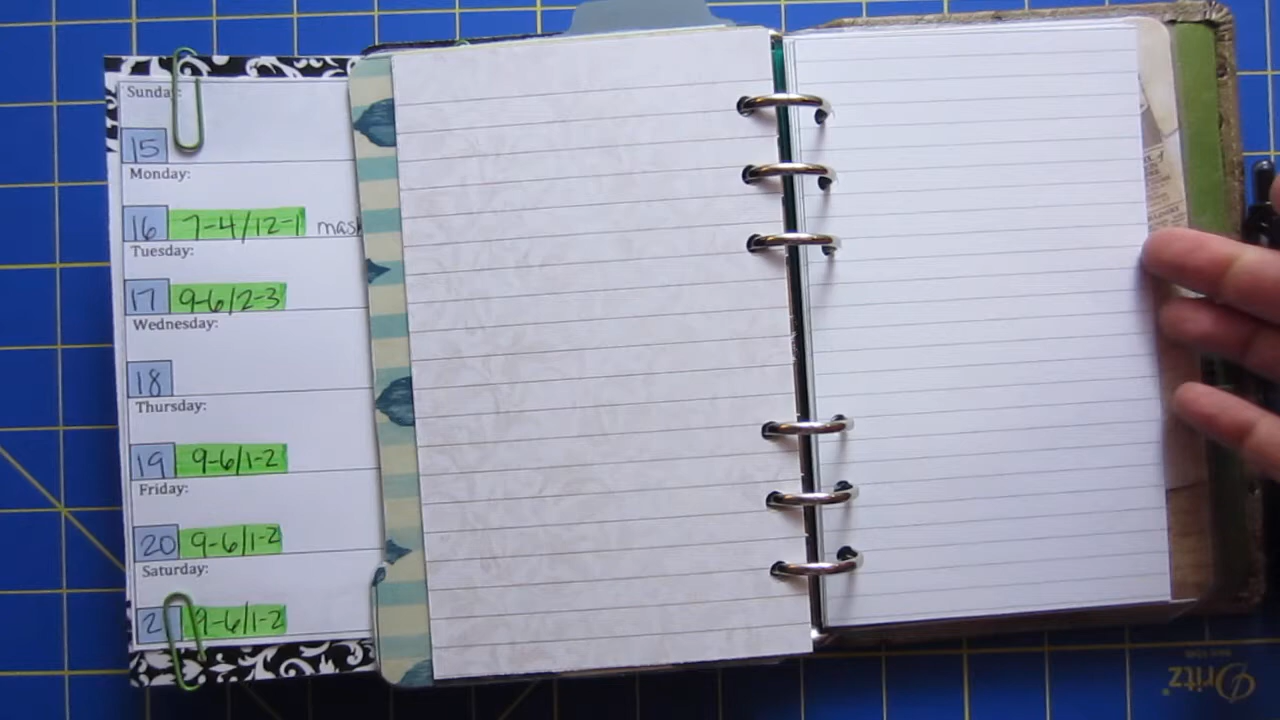 Sunday:
15
Monday:
16 7-4/12-1
Tuesday:
17 9-6/2-3
Wednesday:
18
Thursday:
19 9-6/1-2
Friday:
20 9-6/1-2
Saturday:
21 9-6/1-2
Dritz